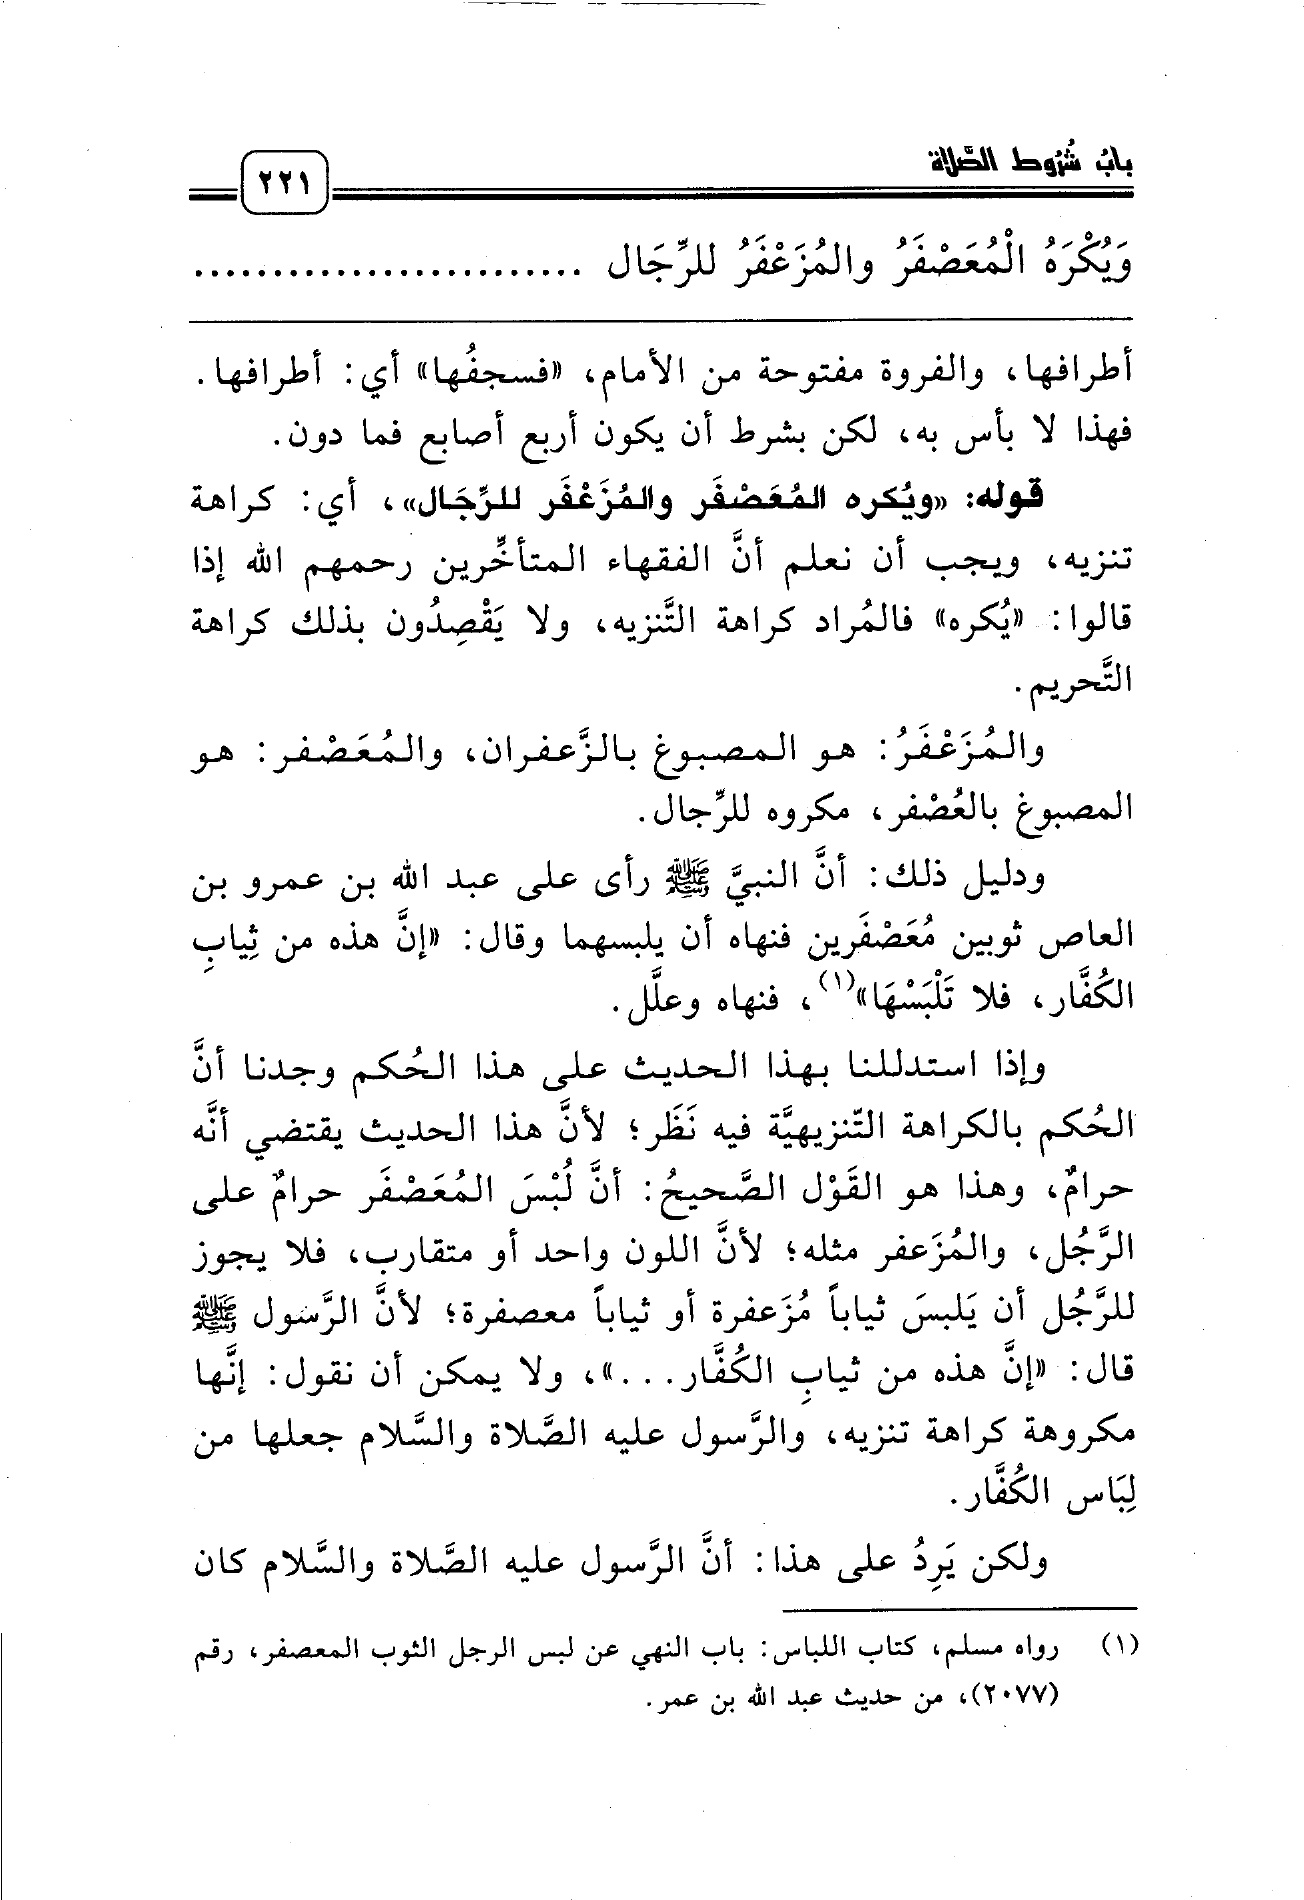 بابُ شُرُوط الصَّلاة
٢٢١
وَيُكْرَهُ الْمُعَصْفَرُ والمُزَعْفَرُ للرِّجَال .........................
أطرافها، والفروة مفتوحة من الأمام، «فسجفُها» أي: أطرافها.
فهذا لا بأس به، لكن بشرط أن يكون أربع أصابع فما دون.
قوله: «ويُكره المُعَصْفَر والمُزَعْفَر للرِّجَال»، أي: كراهة
تنزيه، ويجب أن نعلم أنَّ الفقهاء المتأخِّرين رحمهم الله إذا
قالوا: «يُكره» فالمُراد كراهة التَّنزيه، ولا يَقْصِدُون بذلك كراهة
التَّحريم.
والمُزَعْفَرُ: هو المصبوغ بالزَّعفران، والمُعَصْفر: هو
المصبوغ بالعُصْفر، مكروه للرِّجال.
ودليل ذلك: أنَّ النبيَّ ﷺ رأى على عبد الله بن عمرو بن
العاص ثوبين مُعَصْفَرين فنهاه أن يلبسهما وقال: «إنَّ هذه من ثِيابِ
الكُفَّار، فلا تَلْبَسْهَا»(١)، فنهاه وعلَّل.
وإذا استدللنا بهذا الحديث على هذا الحُكم وجدنا أنَّ
الحُكم بالكراهة التّنزيهيَّة فيه نَظَر؛ لأنَّ هذا الحديث يقتضي أنَّه
حرامٌ، وهذا هو القَوْل الصَّحيحُ: أنَّ لُبْسَ المُعَصْفَر حرامٌ على
الرَّجُل، والمُزَعفر مثله؛ لأنَّ اللون واحد أو متقارب، فلا يجوز
للرَّجُل أن يَلبسَ ثياباً مُزَعفرة أو ثياباً معصفرة؛ لأنَّ الرَّسول ﷺ
قال: «إنَّ هذه من ثيابِ الكُفَّار...»، ولا يمكن أن نقول: إنَّها
مكروهة كراهة تنزيه، والرَّسول عليه الصَّلاة والسَّلام جعلها من
لِبَاس الكُفَّار.
ولكن يَرِدُ على هذا: أنَّ الرَّسول عليه الصَّلاة والسَّلام كان
(١) رواه مسلم، كتاب اللباس: باب النهي عن لبس الرجل الثوب المعصفر، رقم
(٢٠٧٧)، من حديث عبد الله بن عمر.